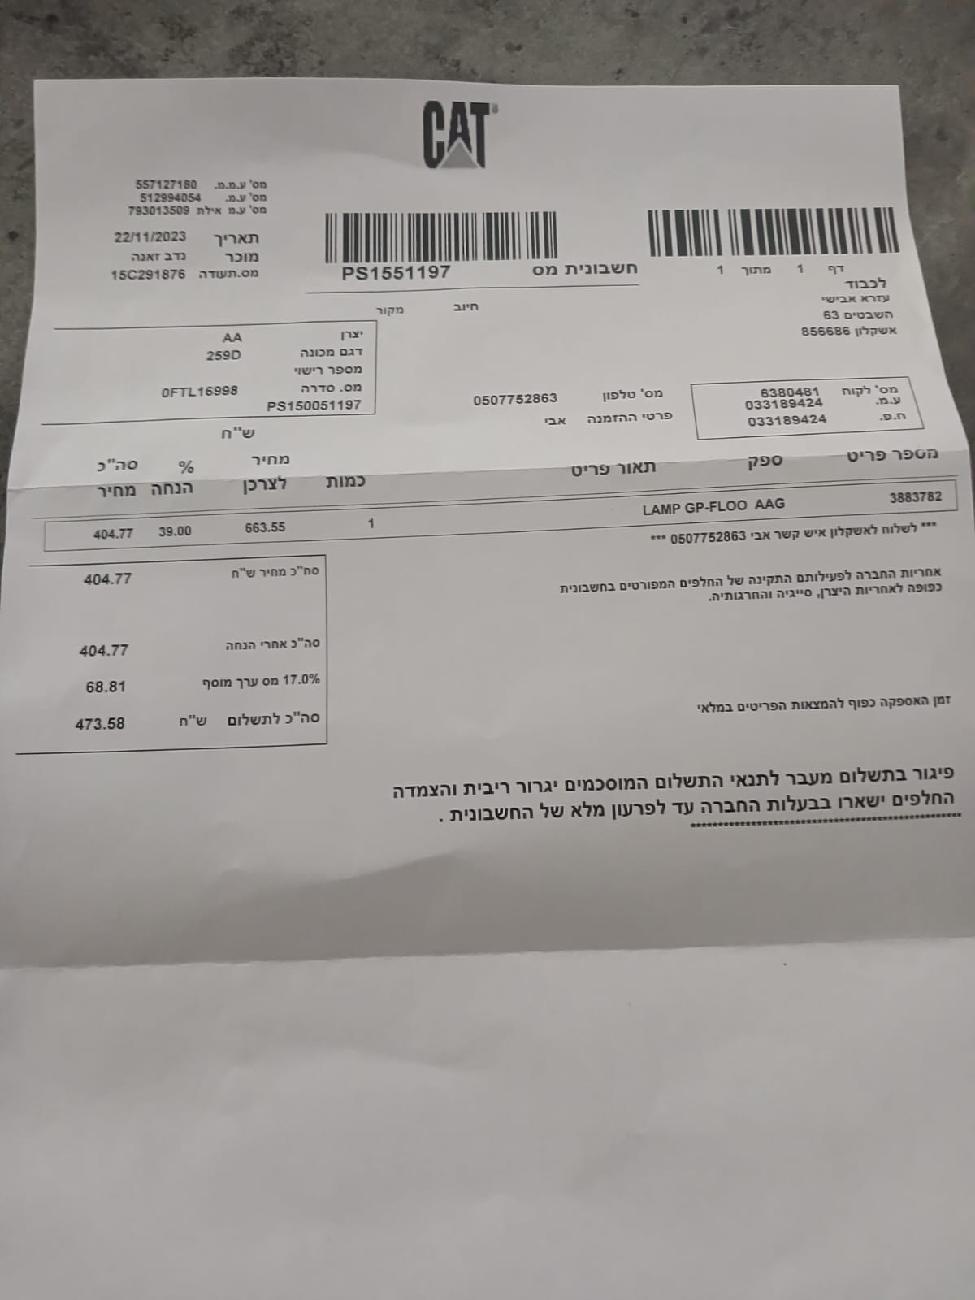 CAT®
מס' ע.מ.מ. 557127180
מס' ע.מ. 512994054
מס' ע.מ אילת 793013509
תאריך 22/11/2023
מוכר נדב זאנה
מס.תעודה 15C291876
חשבונית מס PS1551197
דף 1 מתוך 1
לכבוד
עזרא אבישי
השבטים 63
אשקלון 856686
חיוב מקור
יצרן AA
דגם מכונה 259D
מספר רישוי
מס. סדרה 0FTL16998
PS150051197
מס' לקוח 6380481
ע.מ. 033189424
ח.פ. 033189424
מס' טלפון 0507752863
פרטי ההזמנה אבי
ש"ח
מספר פריט ספק תאור פריט כמות מחיר לצרכן % הנחה סה"כ מחיר
3883782 LAMP GP-FLOO AAG 1 663.55 39.00 404.77
*** לשלוח לאשקלון איש קשר אבי 0507752863 ***
סה"כ מחיר ש"ח 404.77
אחריות החברה לפעילותם התקינה של החלפים המפורטים בחשבונית
כפופה לאחריות היצרן, סייגיה והחרגותיה.
סה"כ אחרי הנחה 404.77
17.0% מס ערך מוסף 68.81
סה"כ לתשלום ש"ח 473.58
זמן האספקה כפוף להמצאות הפריטים במלאי
פיגור בתשלום מעבר לתנאי התשלום המוסכמים יגרור ריבית והצמדה
החלפים ישארו בבעלות החברה עד לפרעון מלא של החשבונית .